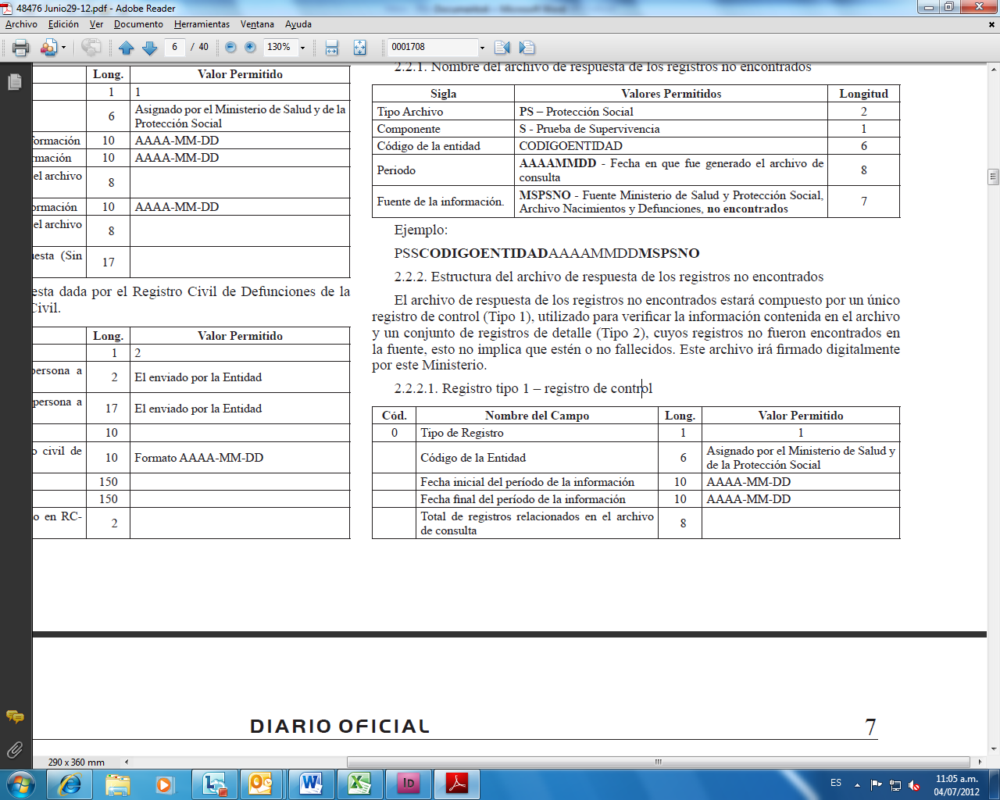 48476 Junio29-12.pdf - Adobe Reader
Archivo Edición Ver Documento Herramientas Ventana Ayuda
6 / 40 130% 0001708
Long. Valor Permitido
1 1
6 Asignado por el Ministerio de Salud y de la
Protección Social
formación 10 AAAA-MM-DD
rmación 10 AAAA-MM-DD
el archivo
8
ormación 10 AAAA-MM-DD
el archivo
8
uesta (Sin
17
esta dada por el Registro Civil de Defunciones de la
Civil.
Long. Valor Permitido
1 2
persona a
2 El enviado por la Entidad
persona a
17 El enviado por la Entidad
10
o civil de
10 Formato AAAA-MM-DD
150
150
o en RC-
2
2.2.1. Nombre del archivo de respuesta de los registros no encontrados
Sigla Valores Permitidos Longitud
Tipo Archivo PS – Protección Social 2
Componente S - Prueba de Supervivencia 1
Código de la entidad CODIGOENTIDAD 6
Periodo AAAAMMDD - Fecha en que fue generado el archivo de
consulta 8
Fuente de la información. MSPSNO - Fuente Ministerio de Salud y Protección Social,
Archivo Nacimientos y Defunciones, no encontrados 7
Ejemplo:
PSSCODIGOENTIDADAAAAMMDDMSPSNO
2.2.2. Estructura del archivo de respuesta de los registros no encontrados
El archivo de respuesta de los registros no encontrados estará compuesto por un único
registro de control (Tipo 1), utilizado para verificar la información contenida en el archivo
y un conjunto de registros de detalle (Tipo 2), cuyos registros no fueron encontrados en
la fuente, esto no implica que estén o no fallecidos. Este archivo irá firmado digitalmente
por este Ministerio.
2.2.2.1. Registro tipo 1 – registro de control
Cód. Nombre del Campo Long. Valor Permitido
0 Tipo de Registro 1 1
Código de la Entidad 6 Asignado por el Ministerio de Salud y
de la Protección Social
Fecha inicial del período de la información 10 AAAA-MM-DD
Fecha final del período de la información 10 AAAA-MM-DD
Total de registros relacionados en el archivo
de consulta 8
DIARIO OFICIAL 7
290 x 360 mm
ES 11:05 a.m.
04/07/2012